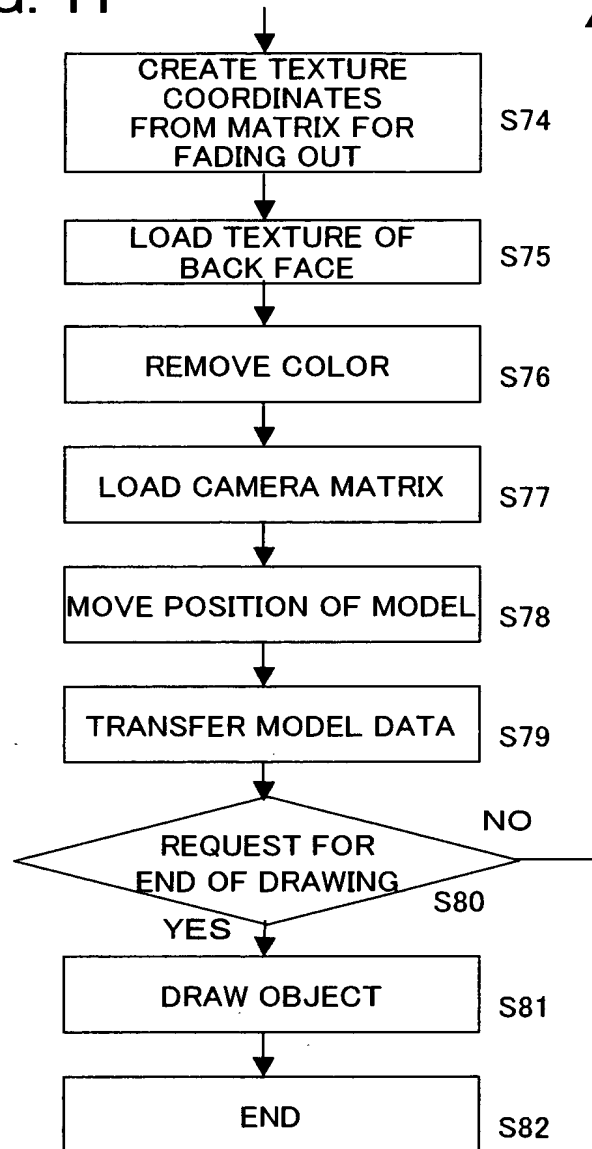 CREATE TEXTURE
COORDINATES
FROM MATRIX FOR
FADING OUT
S74
LOAD TEXTURE OF
BACK FACE
S75
REMOVE COLOR
S76
LOAD CAMERA MATRIX
S77
MOVE POSITION OF MODEL
S78
TRANSFER MODEL DATA
S79
NO
REQUEST FOR
END OF DRAWING
S80
YES
DRAW OBJECT
S81
END
S82